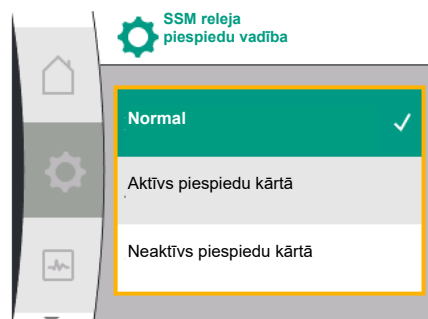 SSM releja
piespiedu vadība
Normal
Aktīvs piespiedu kārtā
Neaktīvs piespiedu kārtā